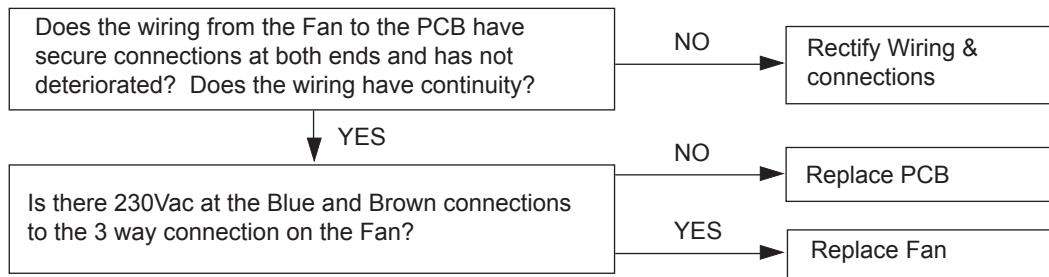 Does the wiring from the Fan to the PCB have
secure connections at both ends and has not
deteriorated?  Does the wiring have continuity?
NO
Rectify Wiring &
connections
YES
Is there 230Vac at the Blue and Brown connections
to the 3 way connection on the Fan?
NO
Replace PCB
YES
Replace Fan